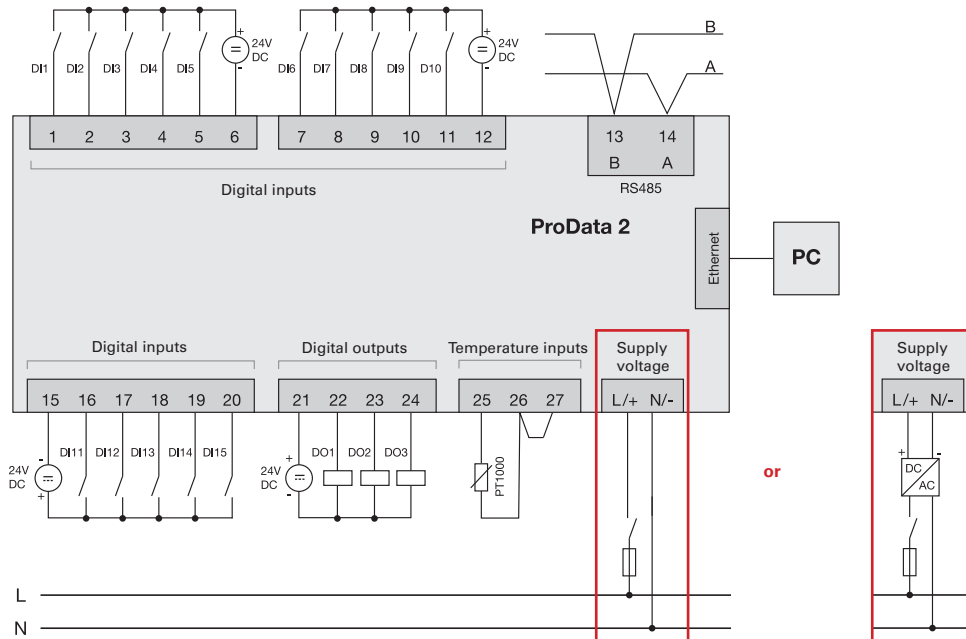 B
A
+
24V
DC
-
DI1 DI2 DI3 DI4 DI5
+
24V
DC
-
DI6 DI7 DI8 DI9 D10
1 2 3 4 5 6
7 8 9 10 11 12
13 14
B A
Digital inputs
RS485
ProData 2
Ethernet
PC
Digital inputs
Digital outputs
Temperature inputs
Supply
voltage
Supply
voltage
15 16 17 18 19 20
21 22 23 24
25 26 27
L/+ N/-
L/+ N/-
-
24V
DC
+
DI11 DI12 DI13 DI14 DI15
+
24V
DC
-
DO1 DO2 DO3
PT1000
or
+ -
DC
AC
L
N